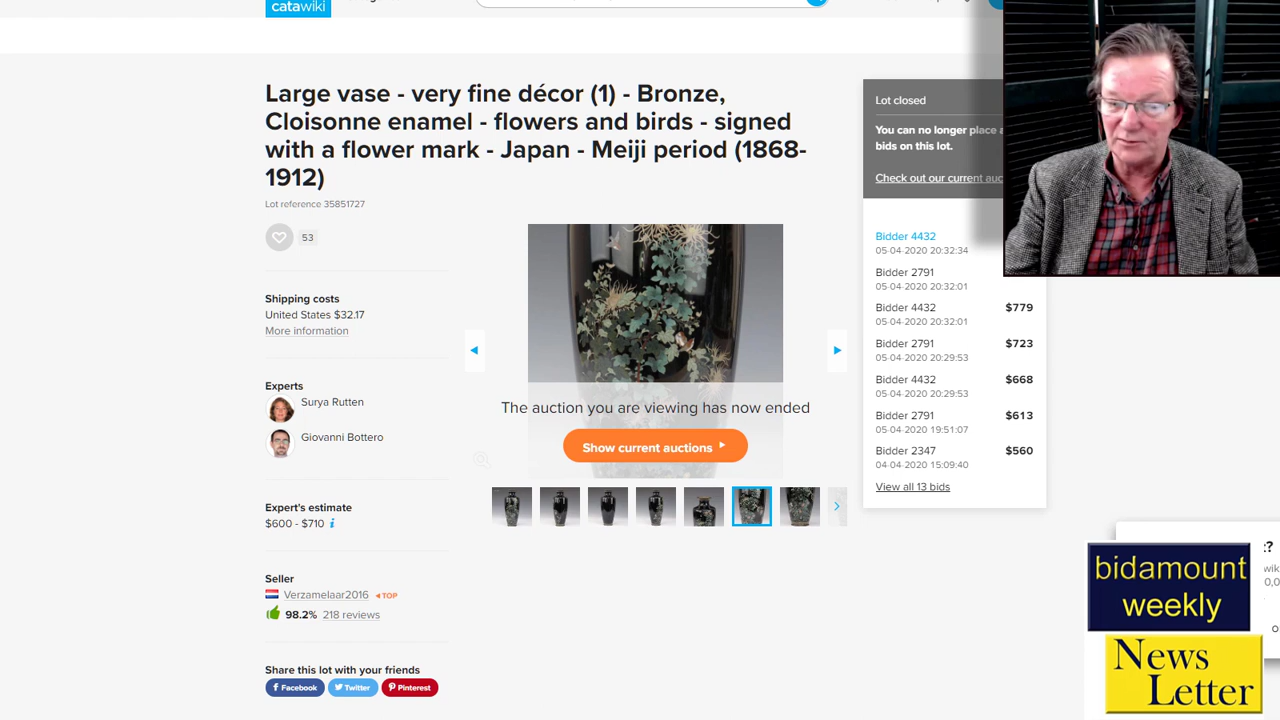 catawiki
Large vase - very fine décor (1) - Bronze,
Cloisonne enamel - flowers and birds - signed
with a flower mark - Japan - Meiji period (1868-
1912)
Lot reference 35851727
53
Shipping costs
United States $32.17
More information
Experts
Surya Rutten
Giovanni Bottero
Expert's estimate
$600 - $710 i
Seller
Verzamelaar2016 TOP
98.2% 218 reviews
Share this lot with your friends
Facebook Twitter Pinterest
The auction you are viewing has now ended
Show current auctions
Lot closed
You can no longer place a
bids on this lot.
Check out our current auc
Bidder 4432
05-04-2020 20:32:34
Bidder 2791
05-04-2020 20:32:01
Bidder 4432 $779
05-04-2020 20:32:01
Bidder 2791 $723
05-04-2020 20:29:53
Bidder 4432 $668
05-04-2020 20:29:53
Bidder 2791 $613
05-04-2020 19:51:07
Bidder 2347 $560
04-04-2020 15:09:40
View all 13 bids
bidamount
weekly
News
Letter